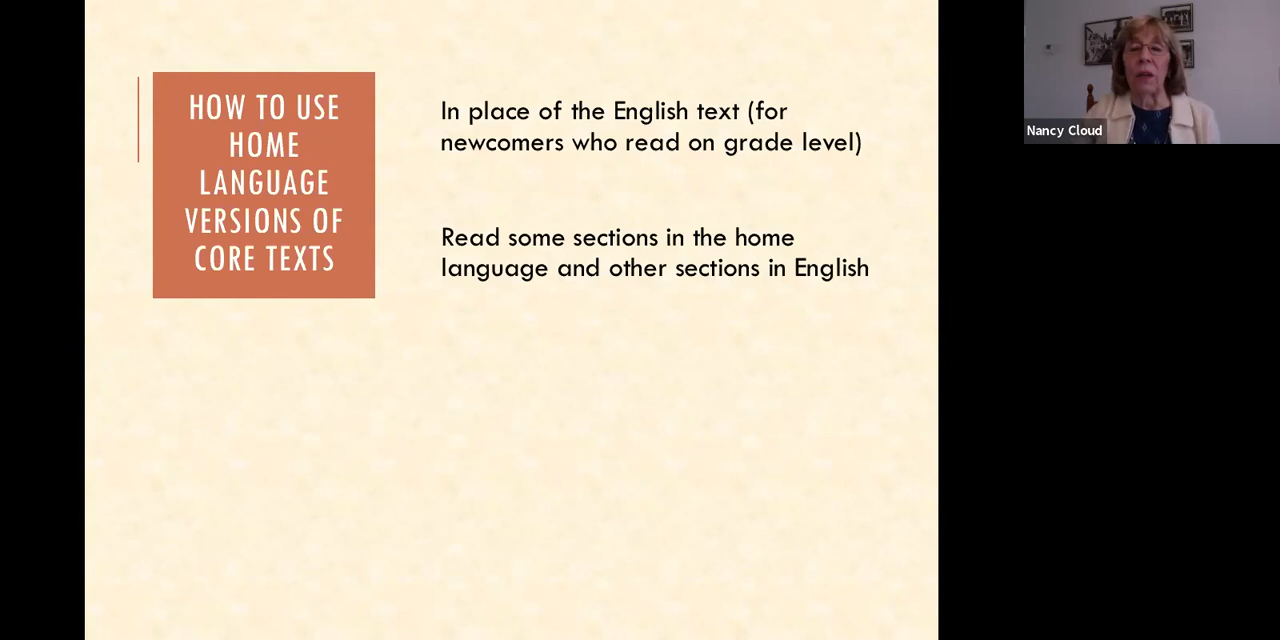 HOW TO USE
HOME
LANGUAGE
VERSIONS OF
CORE TEXTS
In place of the English text (for
newcomers who read on grade level)
Read some sections in the home
language and other sections in English
Nancy Cloud